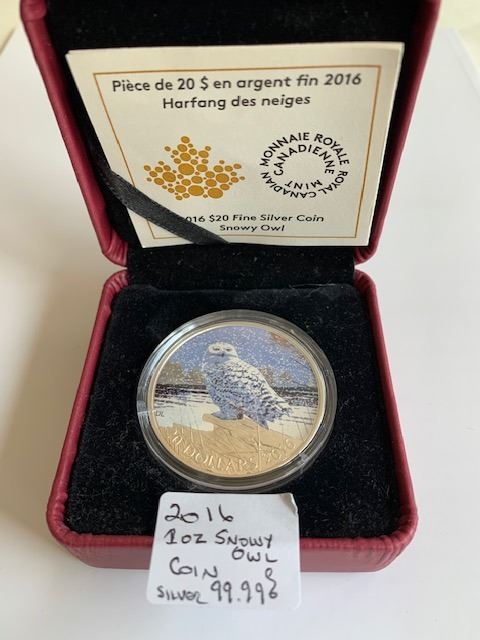 Pièce de 20 $ en argent fin 2016
Harfang des neiges
MONNAIE ROYALE CANADIENNE
ROYAL CANADIAN MINT
2016 $20 Fine Silver Coin
Snowy Owl
DL
20 DOLLARS 2016
2016
1oz SNOWY
OWL
COIN
SILVER 99.99%